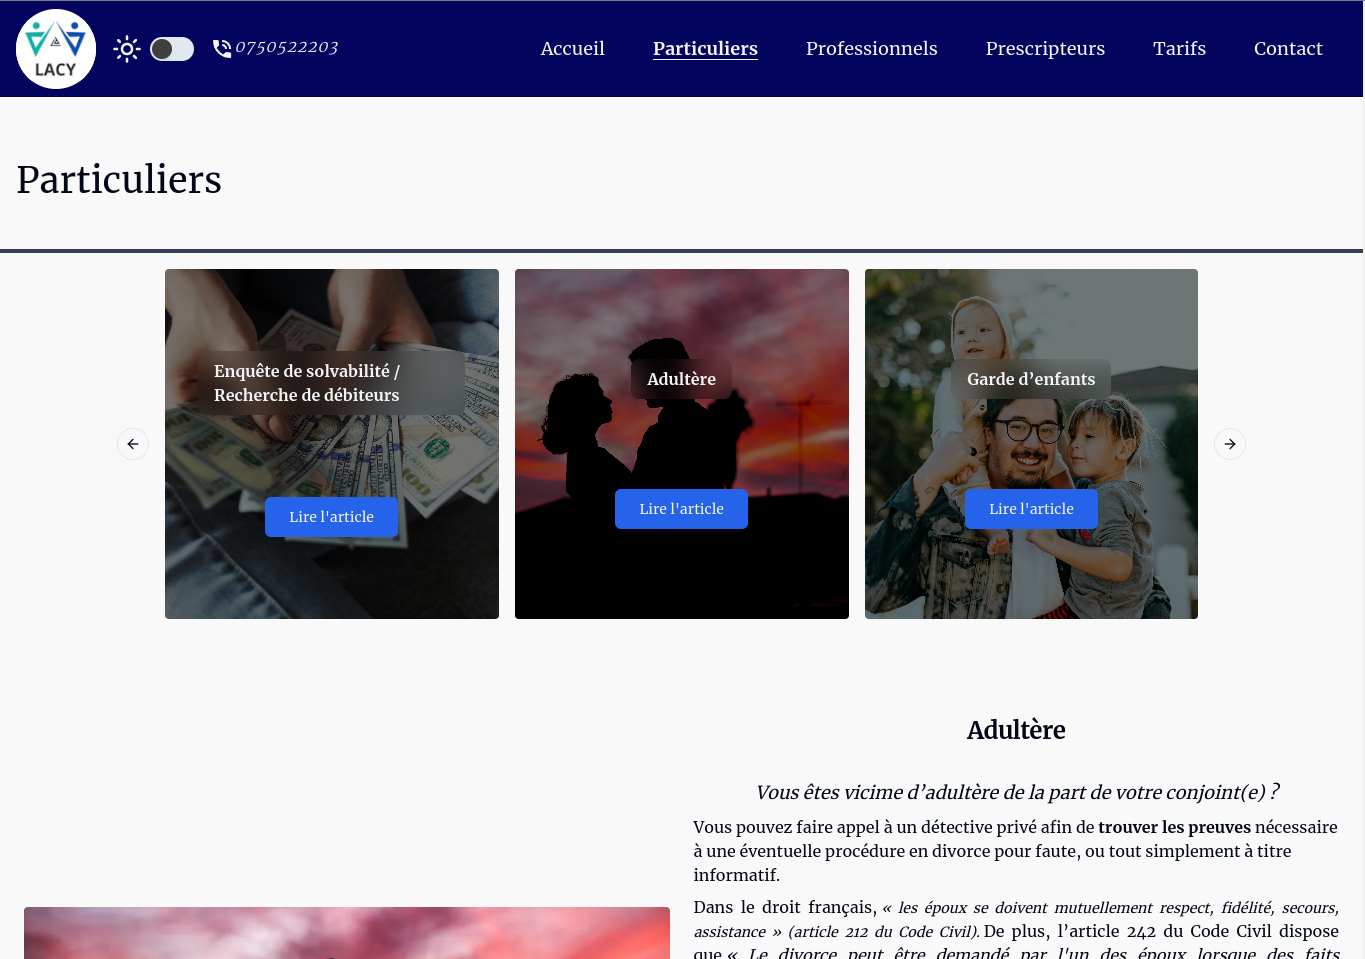 LACY
0750522203
Accueil
Particuliers
Professionnels
Prescripteurs
Tarifs
Contact
Particuliers
Enquête de solvabilité /
Recherche de débiteurs
Lire l'article
Adultère
Lire l'article
Garde d’enfants
Lire l'article
Adultère
Vous êtes vicime d’adultère de la part de votre conjoint(e) ?
Vous pouvez faire appel à un détective privé afin de trouver les preuves nécessaire
à une éventuelle procédure en divorce pour faute, ou tout simplement à titre
informatif.
Dans le droit français, « les époux se doivent mutuellement respect, fidélité, secours,
assistance » (article 212 du Code Civil). De plus, l’article 242 du Code Civil dispose
que « Le divorce peut être demandé par l'un des époux lorsque des faits